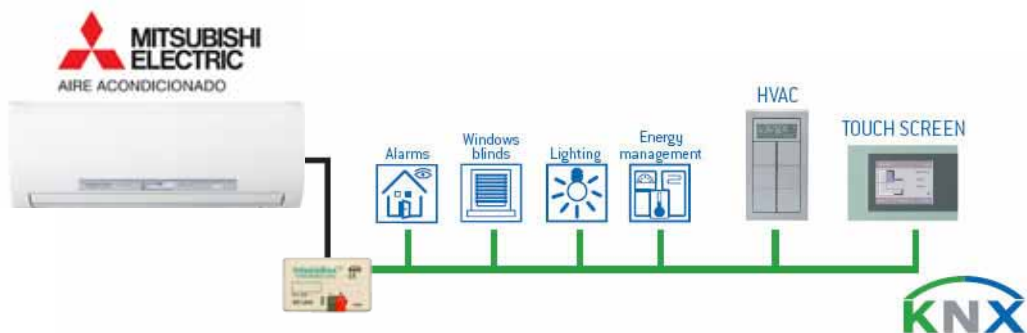 MITSUBISHI
ELECTRIC
AIRE ACONDICIONADO
HVAC
TOUCH SCREEN
Alarms
Windows
blinds
Lighting
Energy
management
KNX